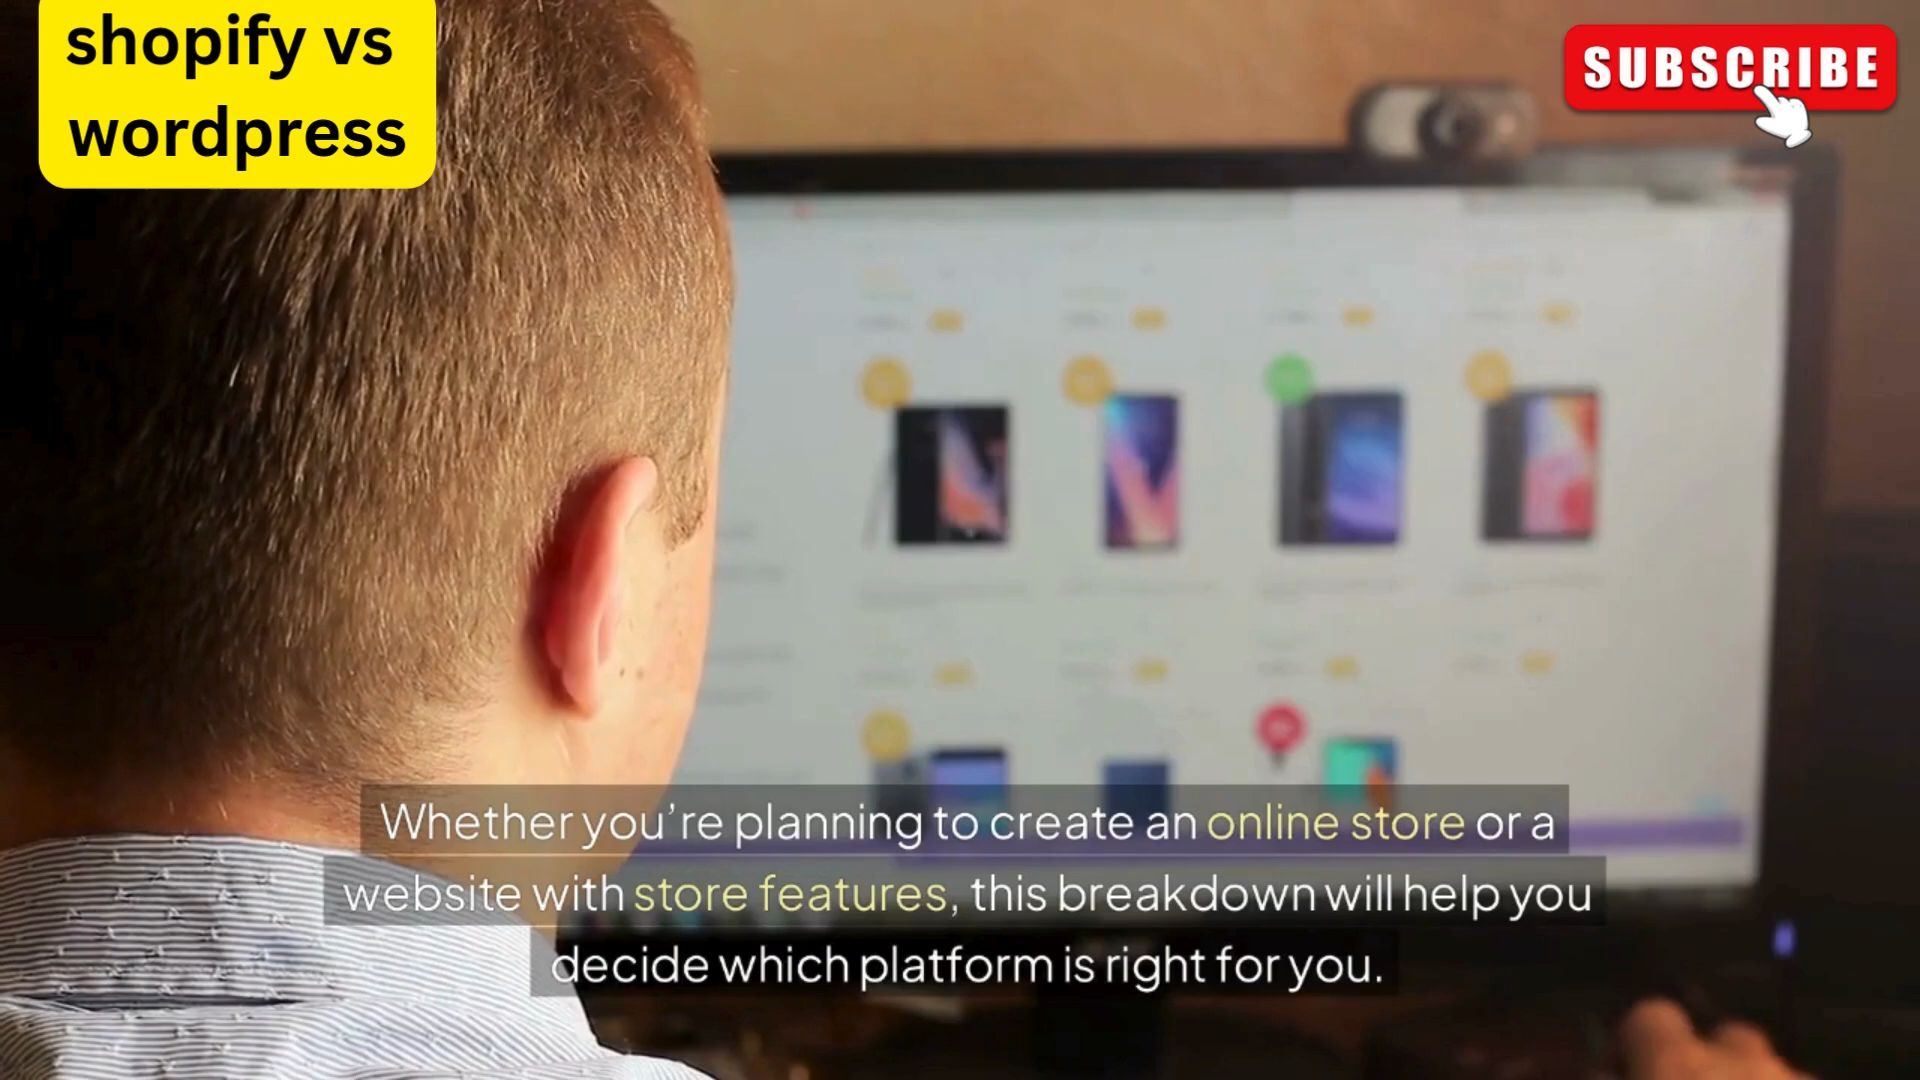 shopify vs
wordpress
SUBSCRIBE
Whether you’re planning to create an online store or a
website with store features, this breakdown will help you
decide which platform is right for you.